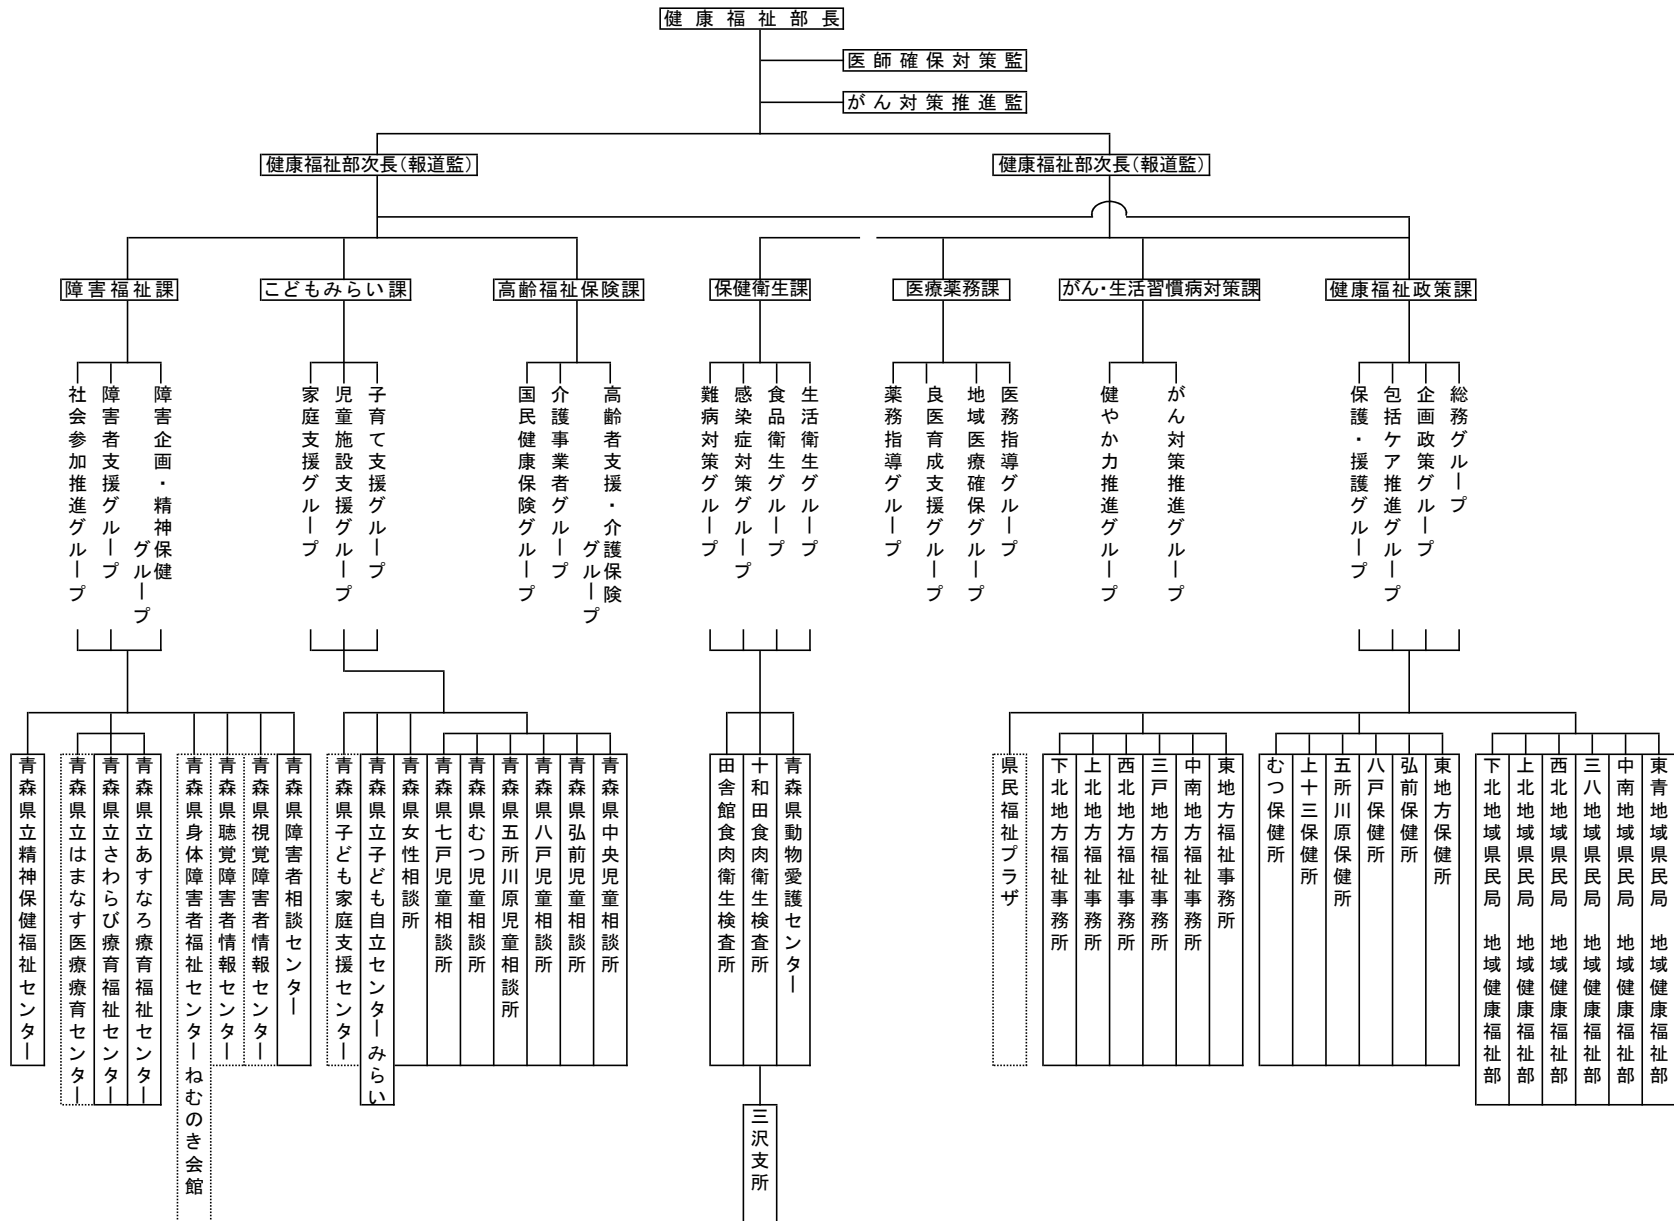 健康福祉部長
医師確保対策監
がん対策推進監
健康福祉部次長（報道監）
健康福祉部次長（報道監）
障害福祉課
こどもみらい課
高齢福祉保険課
保健衛生課
医療薬務課
がん・生活習慣病対策課
健康福祉政策課
社会参加推進グループ
障害者支援グループ
障害企画・精神保健
グループ
家庭支援グループ
児童施設支援グループ
子育て支援グループ
国民健康保険グループ
介護事業者グループ
高齢者支援・介護保険
グループ
難病対策グループ
感染症対策グループ
食品衛生グループ
生活衛生グループ
薬務指導グループ
良医育成支援グループ
地域医療確保グループ
医務指導グループ
健やか力推進グループ
がん対策推進グループ
保護・援護グループ
包括ケア推進グループ
企画政策グループ
総務グループ
青森県立精神保健福祉センター
青森県立はまなす医療療育センター
青森県立さわらび療育福祉センター
青森県立あすなろ療育福祉センター
青森県身体障害者福祉センターねむのき会館
青森県聴覚障害者情報センター
青森県視覚障害者情報センター
青森県障害者相談センター
青森県子ども家庭支援センター
青森県立子ども自立センターみらい
青森県女性相談所
青森県七戸児童相談所
青森県むつ児童相談所
青森県五所川原児童相談所
青森県八戸児童相談所
青森県弘前児童相談所
青森県中央児童相談所
田舎館食肉衛生検査所
十和田食肉衛生検査所
青森県動物愛護センター
三沢支所
県民福祉プラザ
下北地方福祉事務所
上北地方福祉事務所
西北地方福祉事務所
三戸地方福祉事務所
中南地方福祉事務所
東地方福祉事務所
むつ保健所
上十三保健所
五所川原保健所
八戸保健所
弘前保健所
東地方保健所
下北地域県民局　地域健康福祉部
上北地域県民局　地域健康福祉部
西北地域県民局　地域健康福祉部
三八地域県民局　地域健康福祉部
中南地域県民局　地域健康福祉部
東青地域県民局　地域健康福祉部